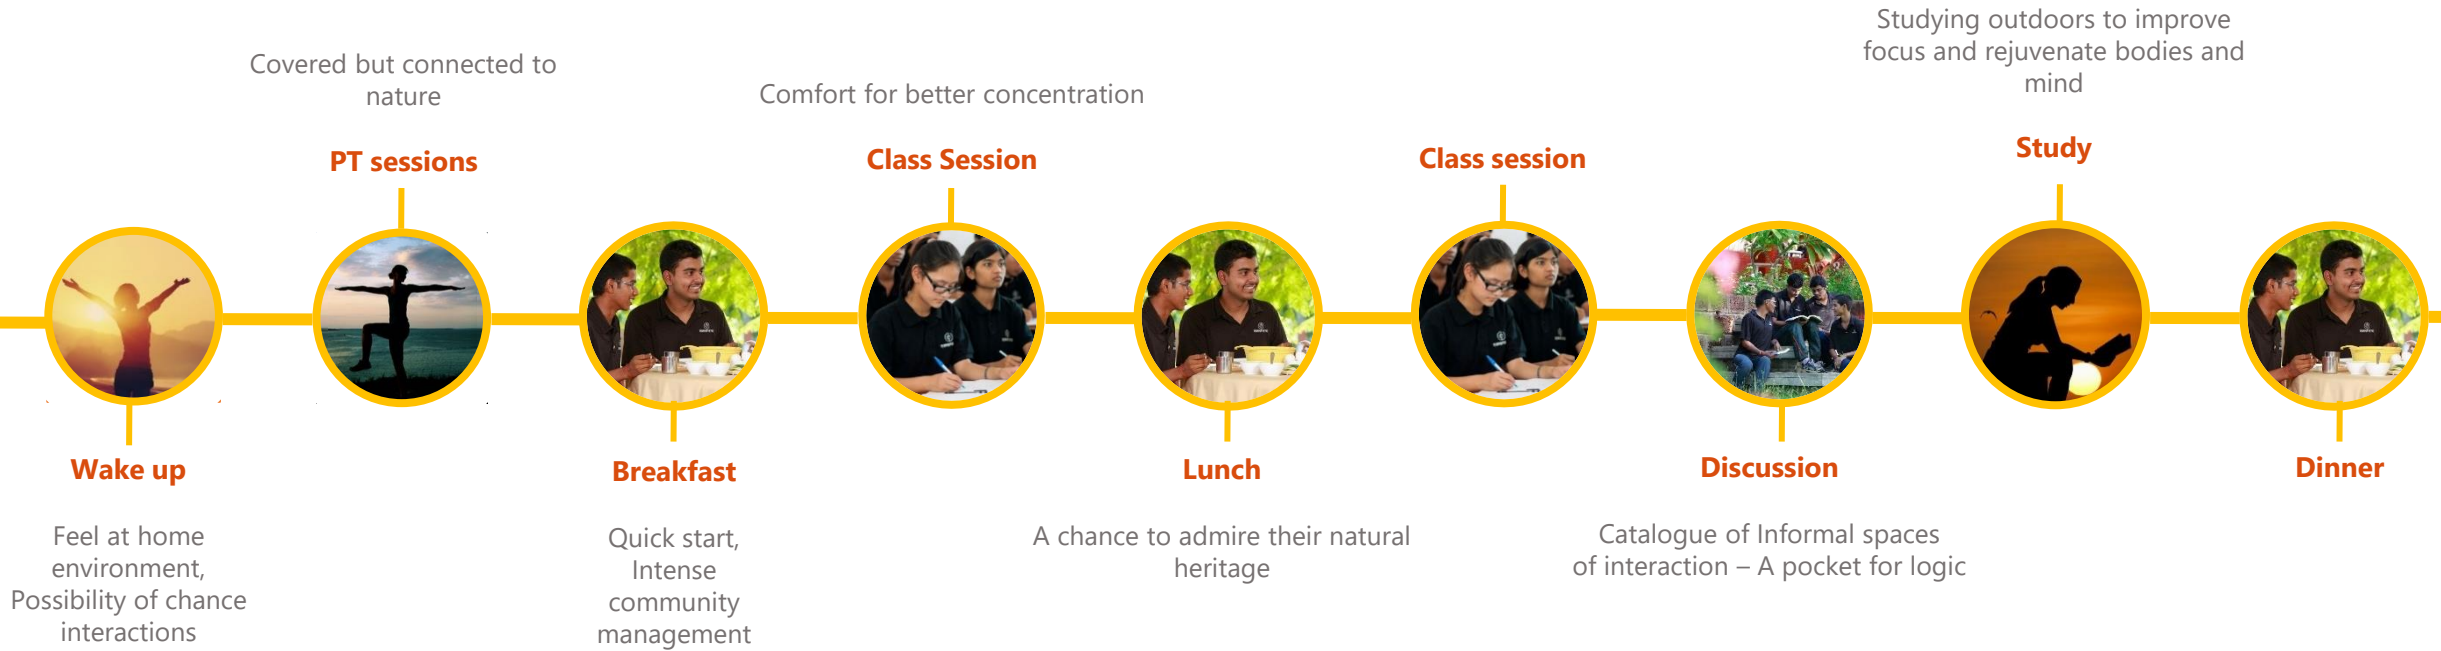 Wake up
Feel at home
environment,
Possibility of chance
interactions
Covered but connected to
nature
PT sessions
Breakfast
Quick start,
Intense
community
management
Comfort for better concentration
Class Session
Lunch
A chance to admire their natural
heritage
Class session
Discussion
Catalogue of Informal spaces
of interaction – A pocket for logic
Studying outdoors to improve
focus and rejuvenate bodies and
mind
Study
Dinner